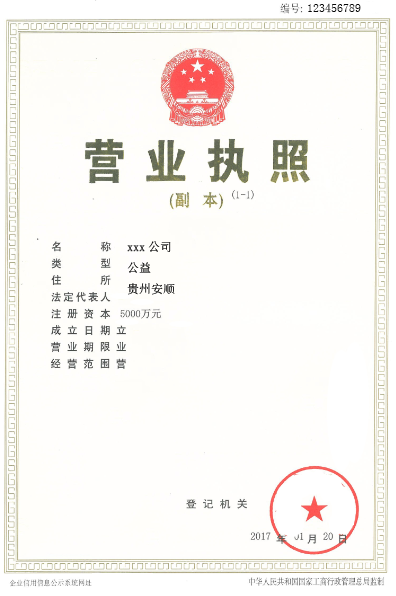 编号: 123456789
营业执照
(副 本) (1-1)
名 称 xxx 公司
类 型 公益
住 所 贵州安顺
法定代表人
注 册 资 本 5000万元
成 立 日 期 立
营 业 期 限 业
经 营 范 围 营
登 记 机 关
2017 年 01 月 20 日
企业信用信息公示系统网址
中华人民共和国国家工商行政管理总局监制